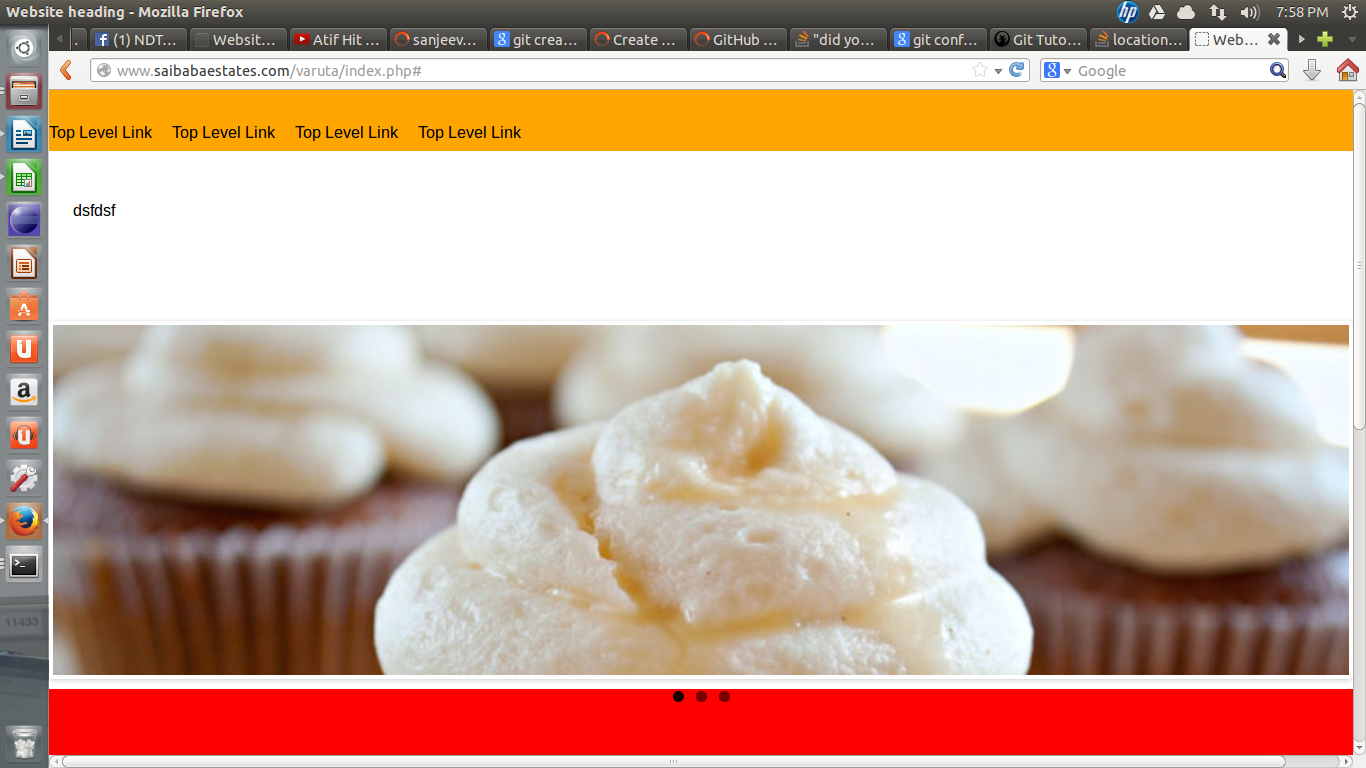 Website heading - Mozilla Firefox
7:58 PM
(1) NDT...
Websit...
Atif Hit ...
sanjeev...
git crea...
Create ...
GitHub ...
"did yo...
git conf...
Git Tuto...
location...
Web...
www.saibabaestates.com/varuta/index.php#
Google
Top Level Link Top Level Link Top Level Link Top Level Link
dsfdsf
11433